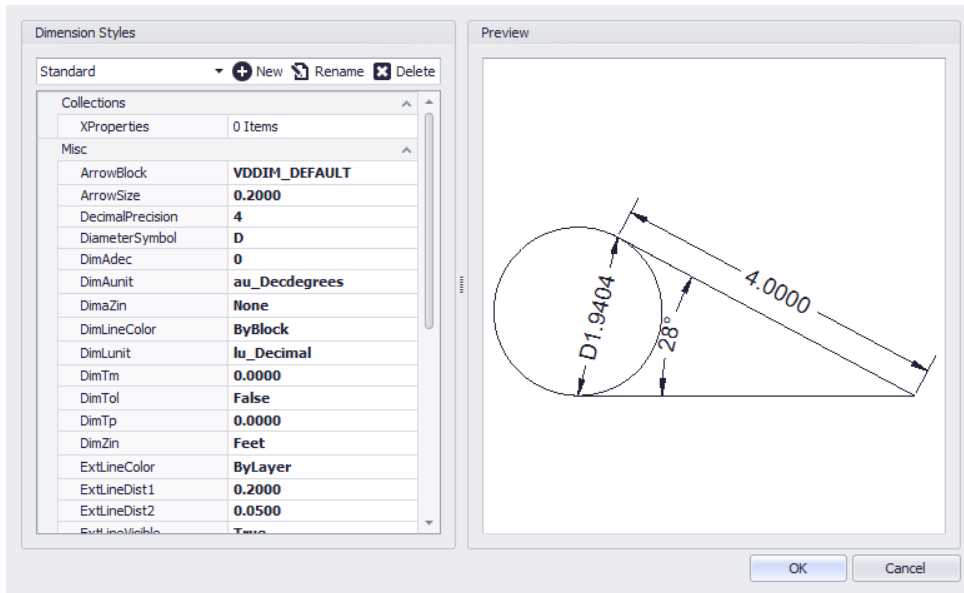 Dimension Styles
Standard New Rename Delete
Collections
XProperties 0 Items
Misc
ArrowBlock VDDIM_DEFAULT
ArrowSize 0.2000
DecimalPrecision 4
DiameterSymbol D
DimAdec 0
DimAunit au_Decdegrees
DimaZin None
DimLineColor ByBlock
DimLunit lu_Decimal
DimTm 0.0000
DimTol False
DimTp 0.0000
DimZin Feet
ExtLineColor ByLayer
ExtLineDist1 0.2000
ExtLineDist2 0.0500
ExtLineVisible True
Preview
4.0000
D1.9404
28°
OK Cancel